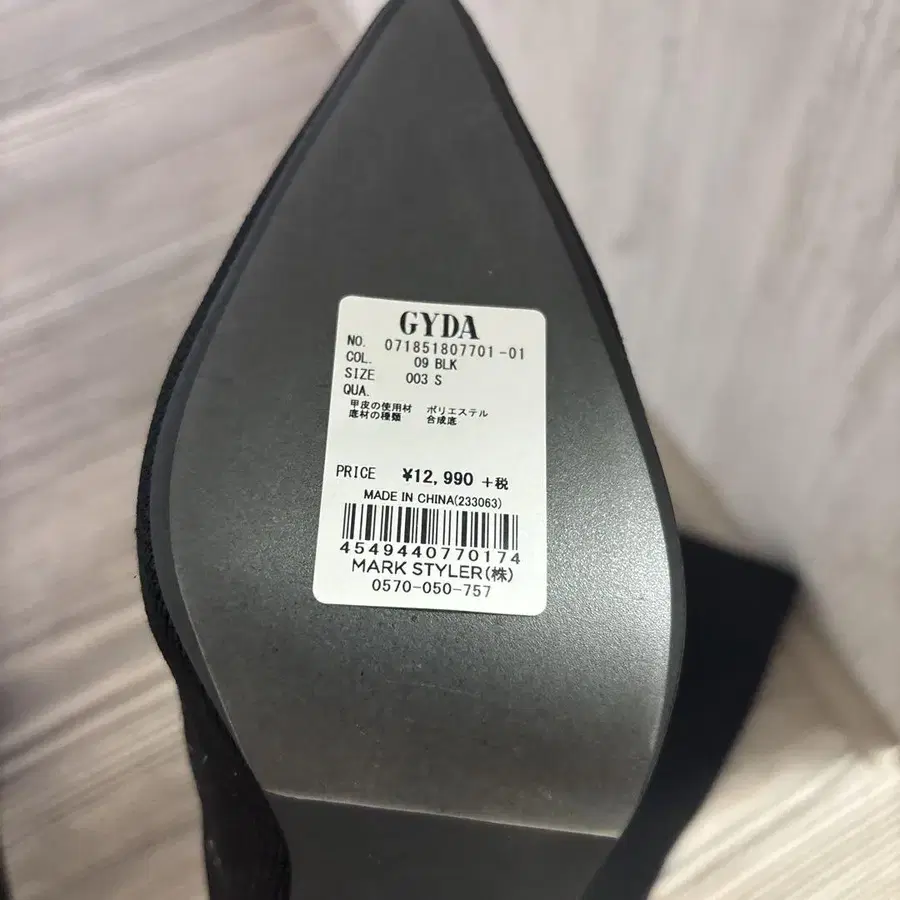 GYDA
NO. 071851807701-01
COL. 09 BLK
SIZE 003 S
QUA.
甲皮の使用材 ポリエステル
底材の種類 合成底
PRICE ¥12,990 +税
MADE IN CHINA(233063)
4549440770174
MARK STYLER(株)
0570-050-757